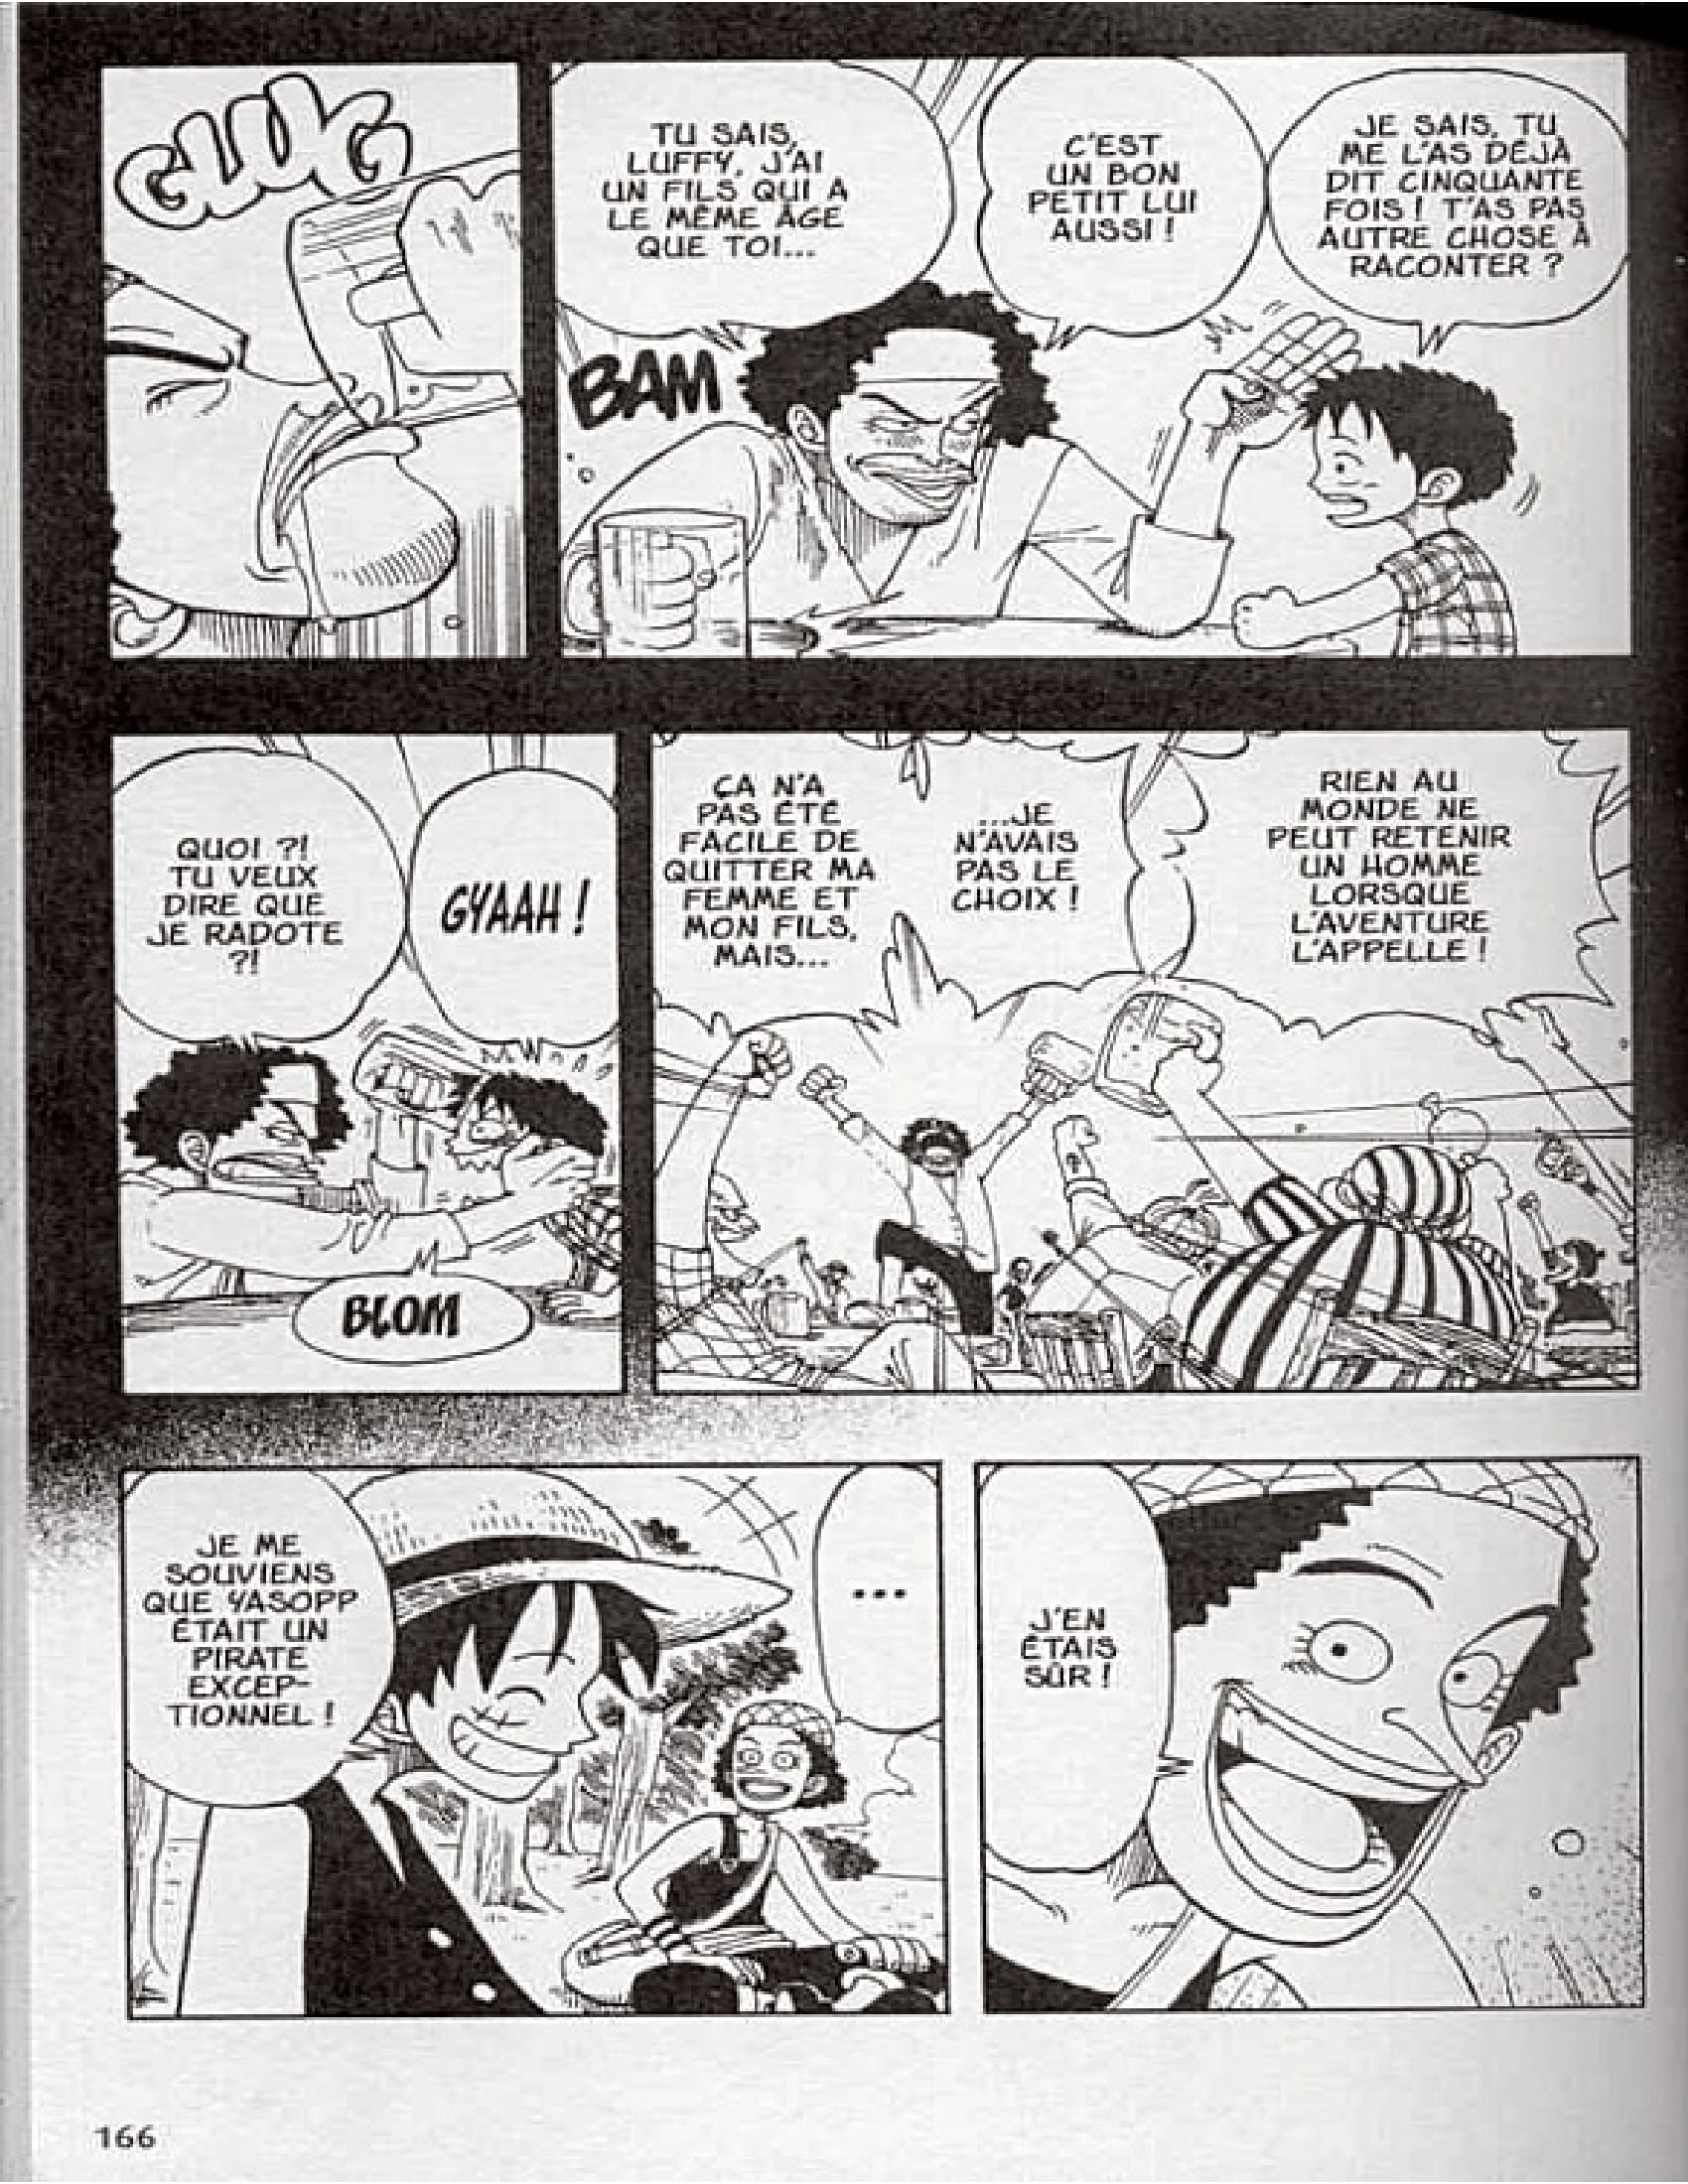 GLUG
TU SAIS,
LUFFY, J'AI
UN FILS QUI A
LE MÊME ÂGE
QUE TOI...
C'EST
UN BON
PETIT LUI
AUSSI !
JE SAIS, TU
ME L'AS DÉJÀ
DIT CINQUANTE
FOIS ! T'AS PAS
AUTRE CHOSE À
RACONTER ?
BAM
QUOI ?!
TU VEUX
DIRE QUE
JE RADOTE
?!
GYAAH !
BLOM
ÇA N'A
PAS ÉTÉ
FACILE DE
QUITTER MA
FEMME ET
MON FILS,
MAIS...
...JE
N'AVAIS
PAS LE
CHOIX !
RIEN AU
MONDE NE
PEUT RETENIR
UN HOMME
LORSQUE
L'AVENTURE
L'APPELLE !
JE ME
SOUVIENS
QUE YASOPP
ÉTAIT UN
PIRATE
EXCEP-
TIONNEL !
...
J'EN
ÉTAIS
SÛR !
166